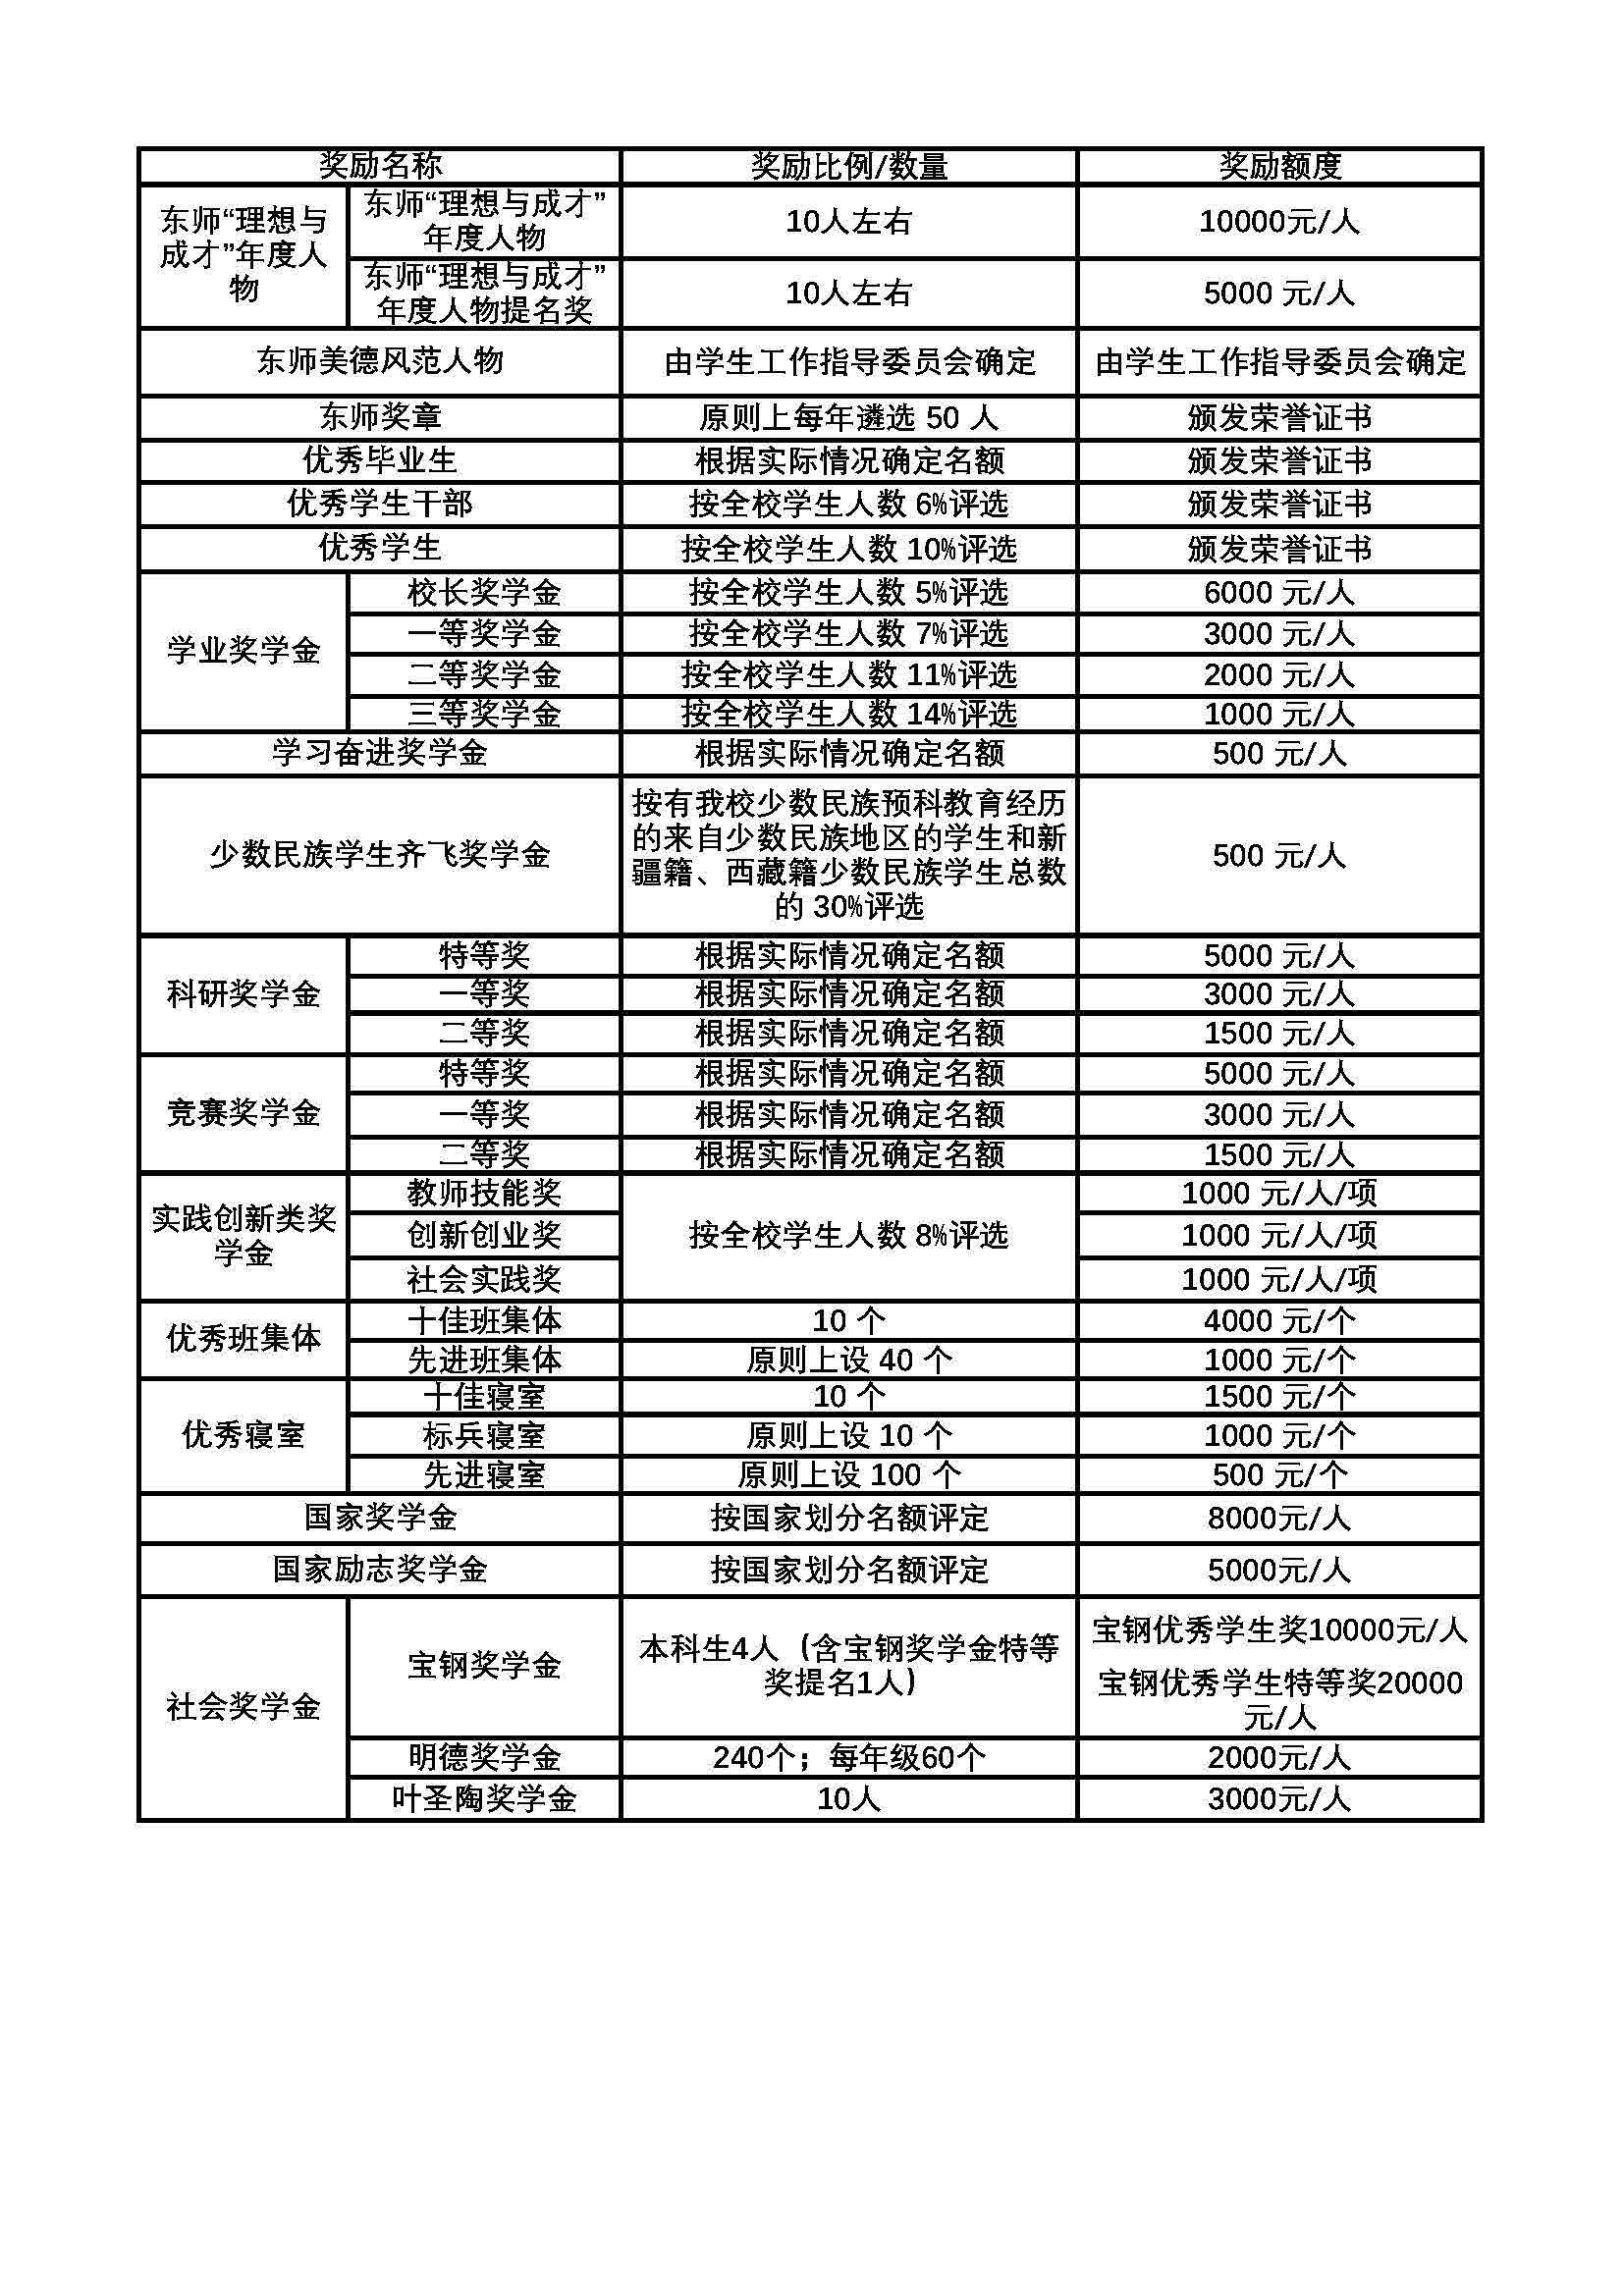 奖励名称 奖励比例/数量 奖励额度
东师“理想与
成才”年度人
物
东师“理想与成才”
年度人物
10人左右 10000元/人
东师“理想与成才”
年度人物提名奖
10人左右 5000 元/人
东师美德风范人物 由学生工作指导委员会确定 由学生工作指导委员会确定
东师奖章 原则上每年遴选 50 人 颁发荣誉证书
优秀毕业生 根据实际情况确定名额 颁发荣誉证书
优秀学生干部 按全校学生人数 6%评选 颁发荣誉证书
优秀学生 按全校学生人数 10%评选 颁发荣誉证书
学业奖学金
校长奖学金 按全校学生人数 5%评选 6000 元/人
一等奖学金 按全校学生人数 7%评选 3000 元/人
二等奖学金 按全校学生人数 11%评选 2000 元/人
三等奖学金 按全校学生人数 14%评选 1000 元/人
学习奋进奖学金 根据实际情况确定名额 500 元/人
少数民族学生齐飞奖学金
按有我校少数民族预科教育经历
的来自少数民族地区的学生和新
疆籍、西藏籍少数民族学生总数
的 30%评选
500 元/人
科研奖学金
特等奖 根据实际情况确定名额 5000 元/人
一等奖 根据实际情况确定名额 3000 元/人
二等奖 根据实际情况确定名额 1500 元/人
竞赛奖学金
特等奖 根据实际情况确定名额 5000 元/人
一等奖 根据实际情况确定名额 3000 元/人
二等奖 根据实际情况确定名额 1500 元/人
实践创新类奖
学金
教师技能奖 1000 元/人/项
创新创业奖 按全校学生人数 8%评选 1000 元/人/项
社会实践奖 1000 元/人/项
优秀班集体
十佳班集体 10 个 4000 元/个
先进班集体 原则上设 40 个 1000 元/个
优秀寝室
十佳寝室 10 个 1500 元/个
标兵寝室 原则上设 10 个 1000 元/个
先进寝室 原则上设 100 个 500 元/个
国家奖学金 按国家划分名额评定 8000元/人
国家励志奖学金 按国家划分名额评定 5000元/人
社会奖学金
宝钢奖学金
本科生4人（含宝钢奖学金特等
奖提名1人）
宝钢优秀学生奖10000元/人
宝钢优秀学生特等奖20000
元/人
明德奖学金 240个；每年级60个 2000元/人
叶圣陶奖学金 10人 3000元/人